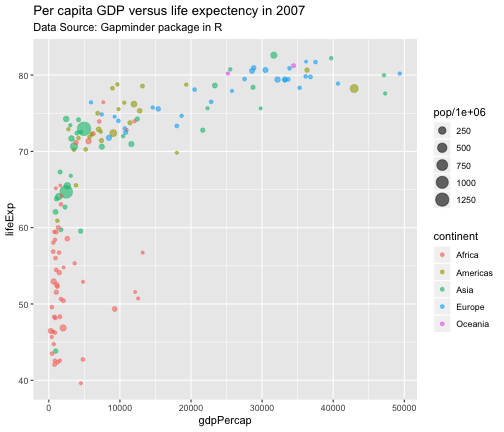 Per capita GDP versus life expectency in 2007
Data Source: Gapminder package in R
80
70
60
50
40
lifeExp
0
10000
20000
30000
40000
50000
gdpPercap
pop/1e+06
250
500
750
1000
1250
continent
Africa
Americas
Asia
Europe
Oceania